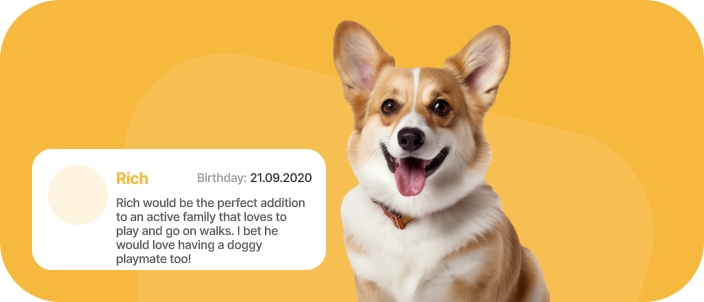 Rich
Birthday: 21.09.2020
Rich would be the perfect addition
to an active family that loves to
play and go on walks. I bet he
would love having a doggy
playmate too!